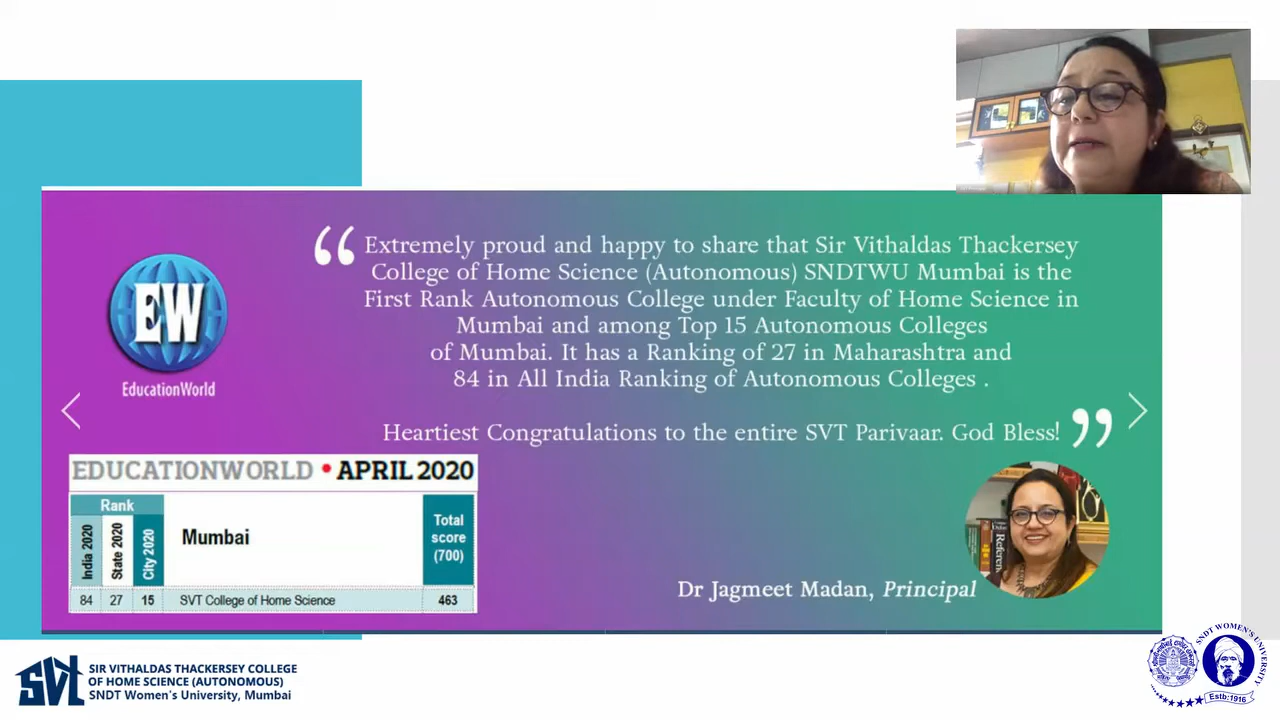 “ Extremely proud and happy to share that Sir Vithaldas Thackersey
College of Home Science (Autonomous) SNDTWU Mumbai is the
First Rank Autonomous College under Faculty of Home Science in
Mumbai and among Top 15 Autonomous Colleges
of Mumbai. It has a Ranking of 27 in Maharashtra and
84 in All India Ranking of Autonomous Colleges .
Heartiest Congratulations to the entire SVT Parivaar. God Bless! ”
EW
EducationWorld
EDUCATIONWORLD • APRIL 2020
Rank
India 2020
State 2020
City 2020
Mumbai
Total
score
(700)
84 27 15 SVT College of Home Science 463
Dr Jagmeet Madan, Principal
SVT
SIR VITHALDAS THACKERSEY COLLEGE
OF HOME SCIENCE (AUTONOMOUS)
SNDT Women's University, Mumbai
SNDT WOMEN'S UNIVERSITY
Estb:1916